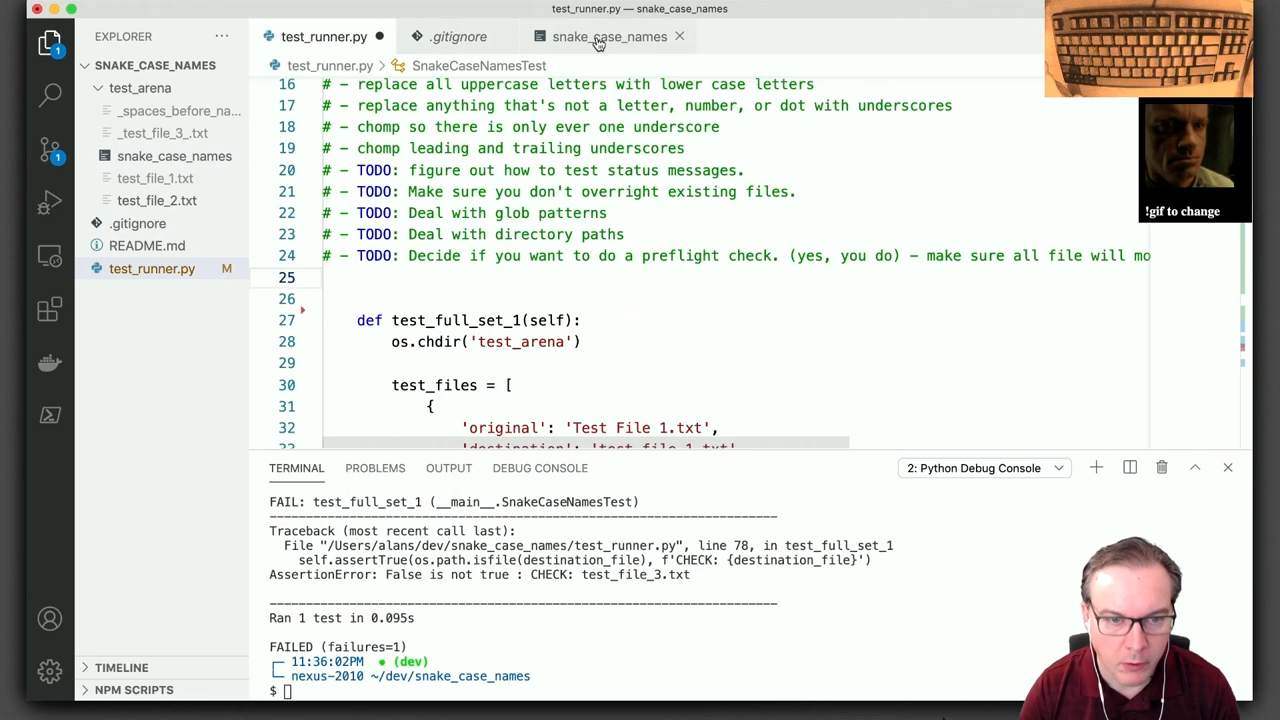 test_runner.py — snake_case_names
EXPLORER
SNAKE_CASE_NAMES
test_arena
_spaces_before_na...
_test_file_3_.txt
snake_case_names
test_file_1.txt
test_file_2.txt
.gitignore
README.md
test_runner.py M
TIMELINE
NPM SCRIPTS
1
1
test_runner.py
.gitignore
snake_case_names
test_runner.py > SnakeCaseNamesTest
16 # - replace all uppercase letters with lower case letters
17 # - replace anything that's not a letter, number, or dot with underscores
18 # - chomp so there is only ever one underscore
19 # - chomp leading and trailing underscores
20 # - TODO: figure out how to test status messages.
21 # - TODO: Make sure you don't overright existing files.
22 # - TODO: Deal with glob patterns
23 # - TODO: Deal with directory paths
24 # - TODO: Decide if you want to do a preflight check. (yes, you do) - make sure all file will mo
25
26
27 def test_full_set_1(self):
28 os.chdir('test_arena')
29
30 test_files = [
31 {
32 'original': 'Test File 1.txt',
33 'destination': 'test_file_1.txt'
TERMINAL PROBLEMS OUTPUT DEBUG CONSOLE
2: Python Debug Console
FAIL: test_full_set_1 (__main__.SnakeCaseNamesTest)
----------------------------------------------------------------------
Traceback (most recent call last):
File "/Users/alans/dev/snake_case_names/test_runner.py", line 78, in test_full_set_1
self.assertTrue(os.path.isfile(destination_file), f'CHECK: {destination_file}')
AssertionError: False is not true : CHECK: test_file_3.txt
----------------------------------------------------------------------
Ran 1 test in 0.095s
FAILED (failures=1)
11:36:02PM • (dev)
nexus-2010 ~/dev/snake_case_names
$
!gif to change